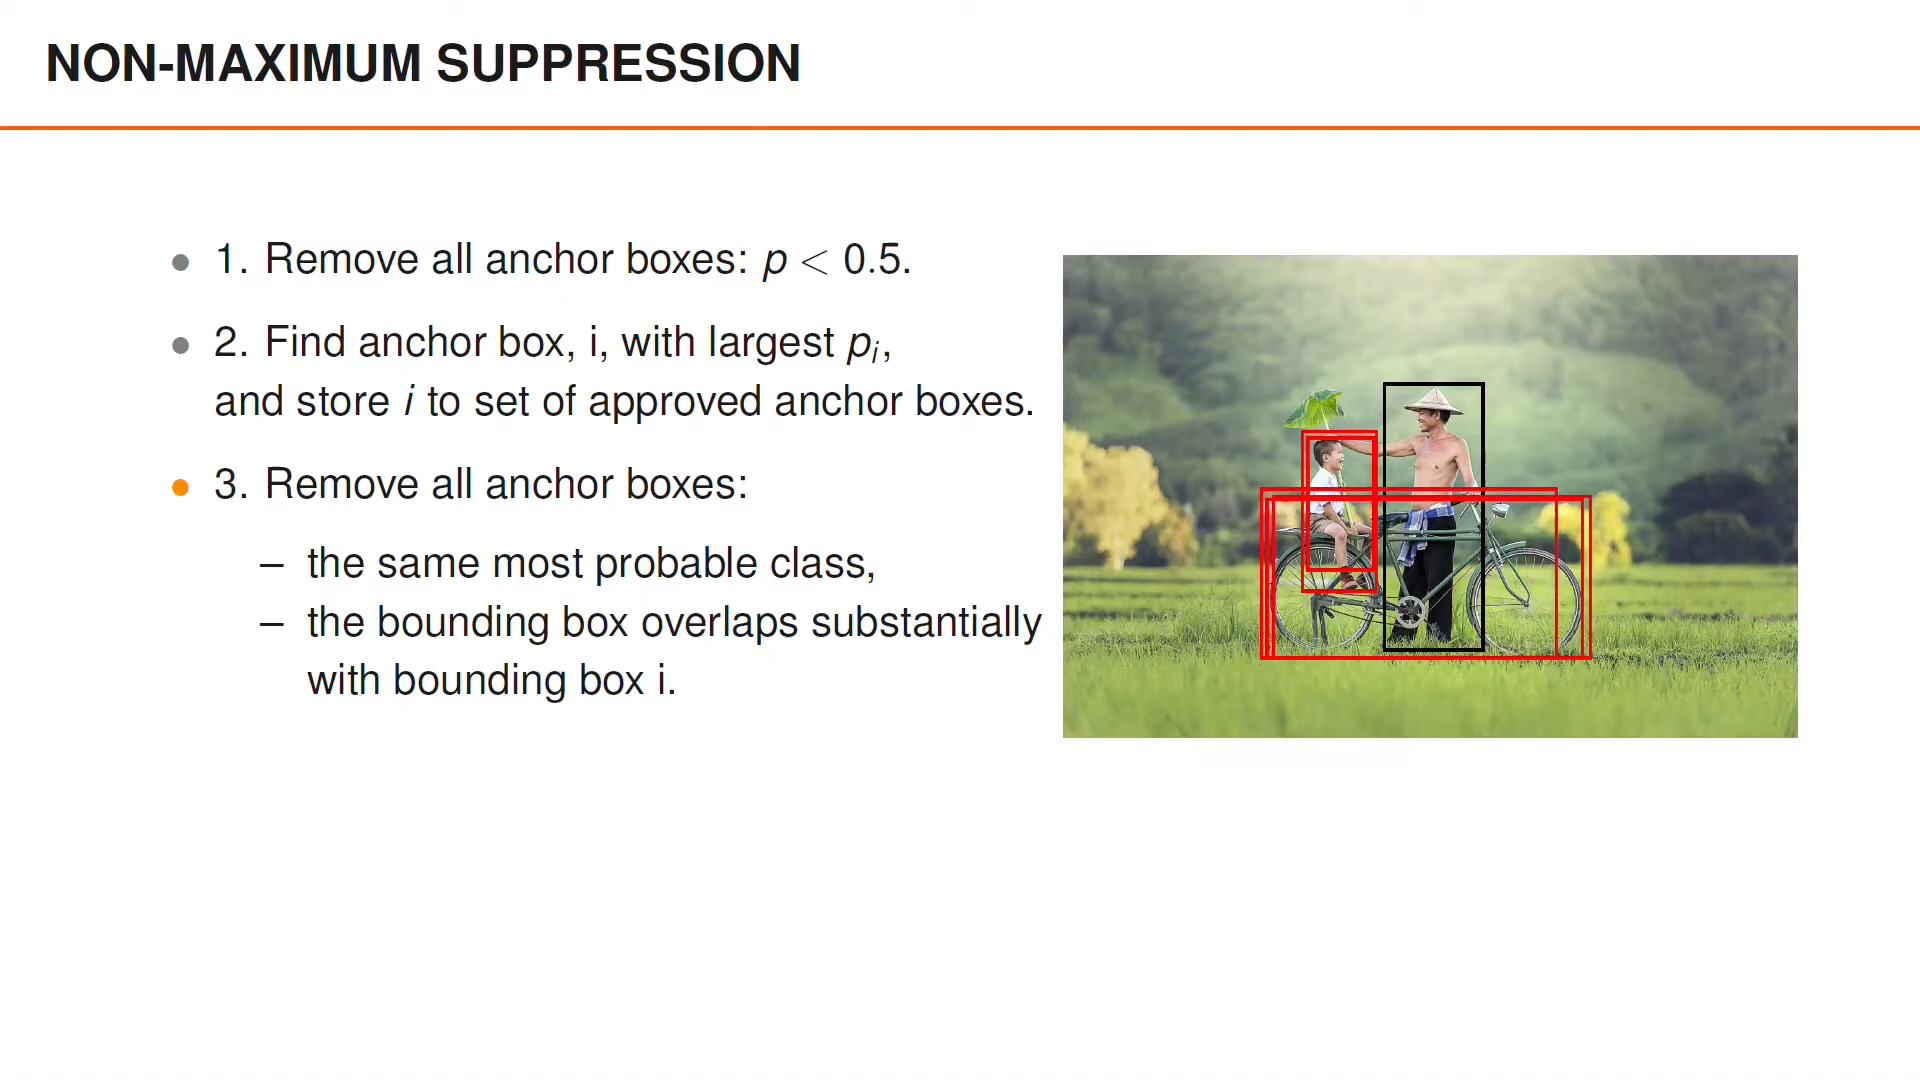 NON-MAXIMUM SUPPRESSION
1. Remove all anchor boxes: p < 0.5.
2. Find anchor box, i, with largest pᵢ,
and store i to set of approved anchor boxes.
3. Remove all anchor boxes:
– the same most probable class,
– the bounding box overlaps substantially
with bounding box i.